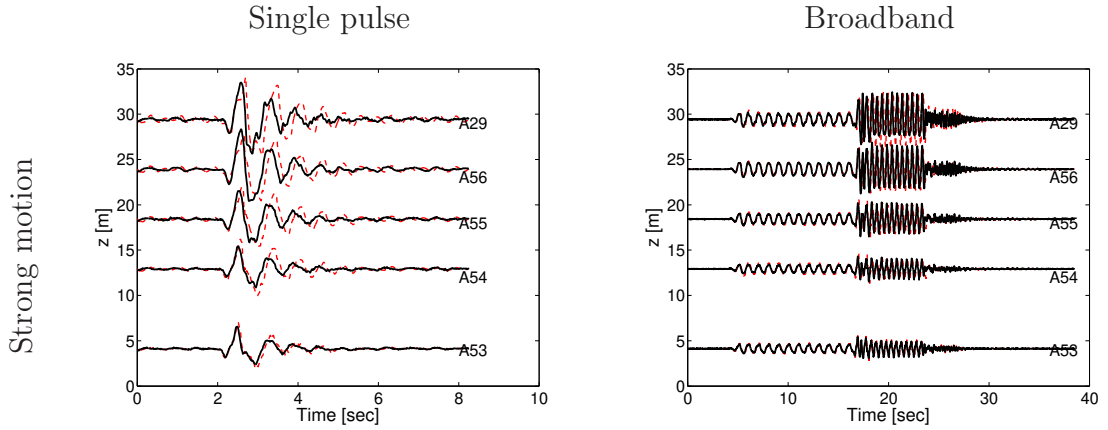 Single pulse
Broadband
Strong motion
z [m]
35
30
25
20
15
10
5
0
A29
A56
A55
A54
A53
0 2 4 6 8 10
Time [sec]
z [m]
35
30
25
20
15
10
5
0
A29
A56
A55
A54
A53
0 10 20 30 40
Time [sec]